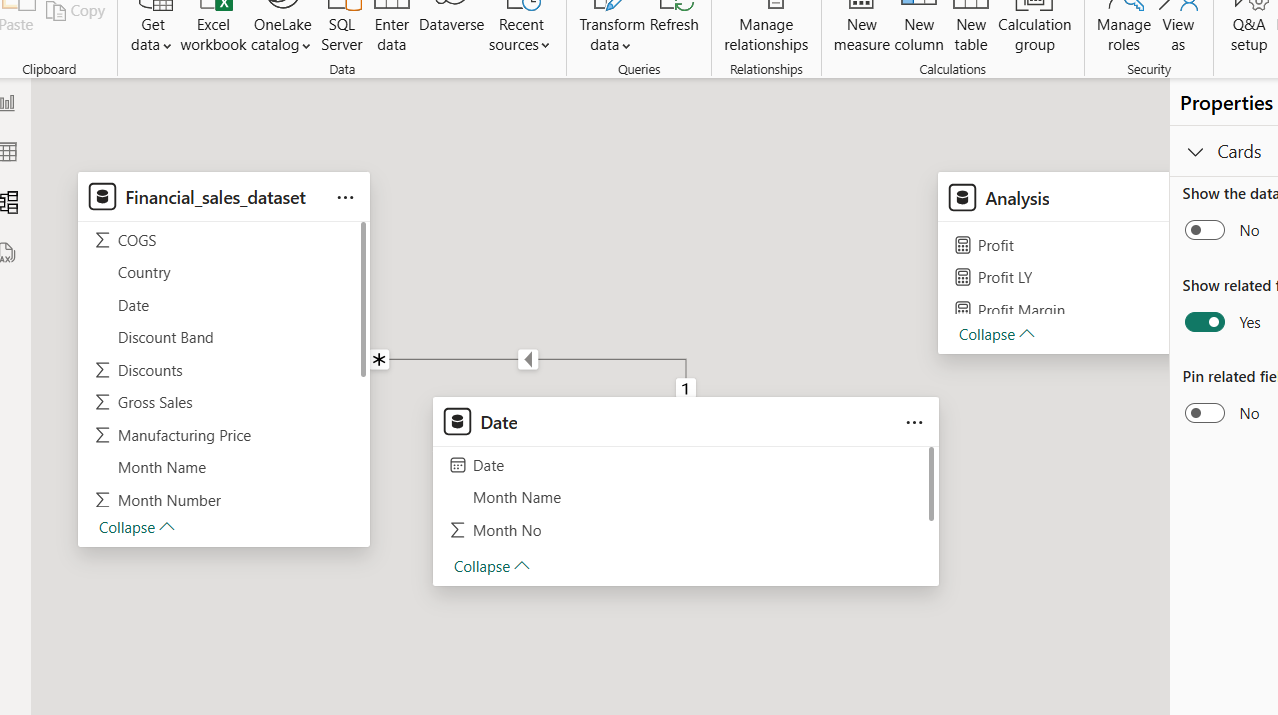 Paste
Copy
Get data
Excel workbook
OneLake catalog
SQL Server
Enter data
Dataverse
Recent sources
Transform data
Refresh
Manage relationships
New measure
New column
New table
Calculation group
Manage roles
View as
Q&A setup
Clipboard
Data
Queries
Relationships
Calculations
Security
Properties
Cards
Show the data
No
Show related f
Yes
Pin related fie
No
Financial_sales_dataset
COGS
Country
Date
Discount Band
Discounts
Gross Sales
Manufacturing Price
Month Name
Month Number
Collapse
*
1
Date
Date
Month Name
Month No
Collapse
Analysis
Profit
Profit LY
Profit Margin
Collapse